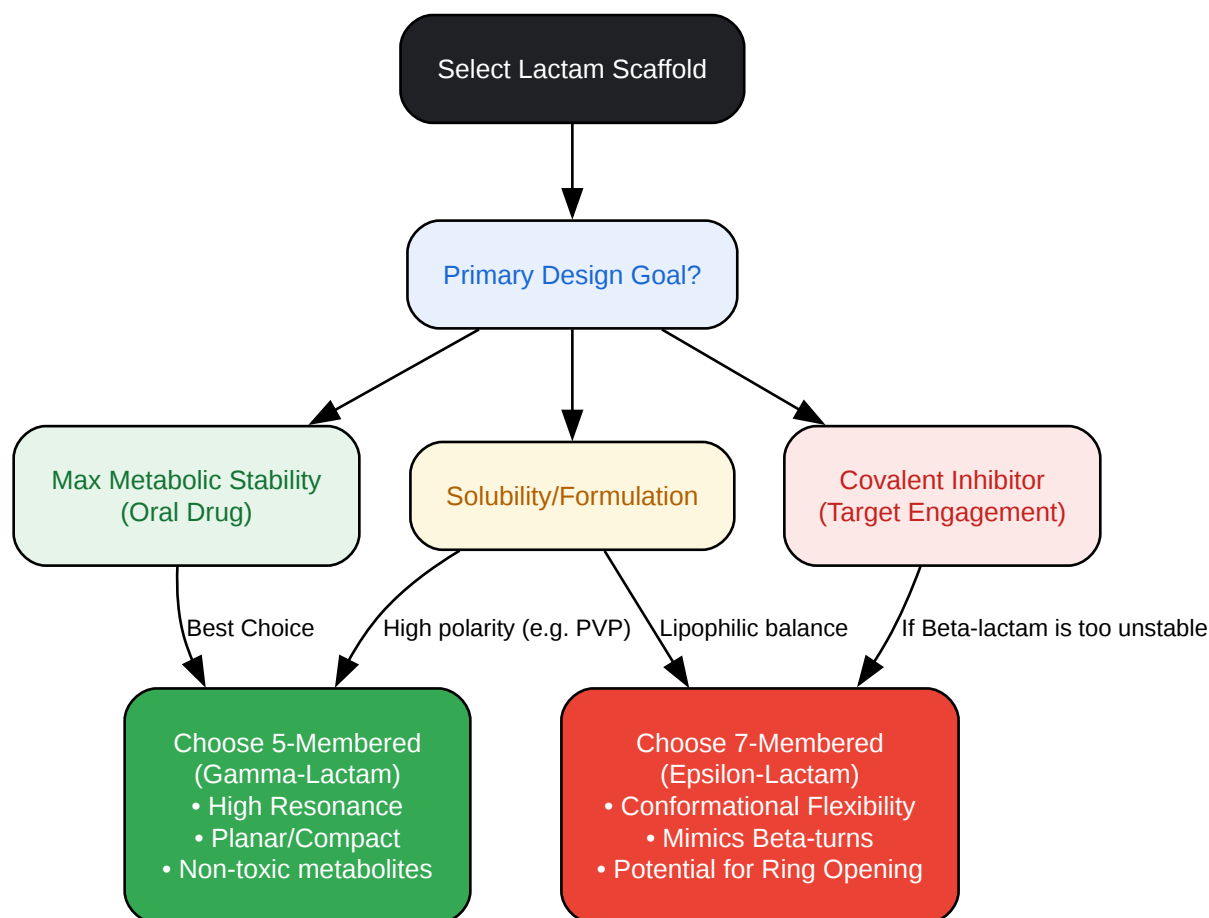 Select Lactam Scaffold
Primary Design Goal?
Max Metabolic Stability
(Oral Drug)
Solubility/Formulation
Covalent Inhibitor
(Target Engagement)
Best Choice
High polarity (e.g. PVP)
Lipophilic balance
If Beta-lactam is too unstable
Choose 5-Membered
(Gamma-Lactam)
• High Resonance
• Planar/Compact
• Non-toxic metabolites
Choose 7-Membered
(Epsilon-Lactam)
• Conformational Flexibility
• Mimics Beta-turns
• Potential for Ring Opening